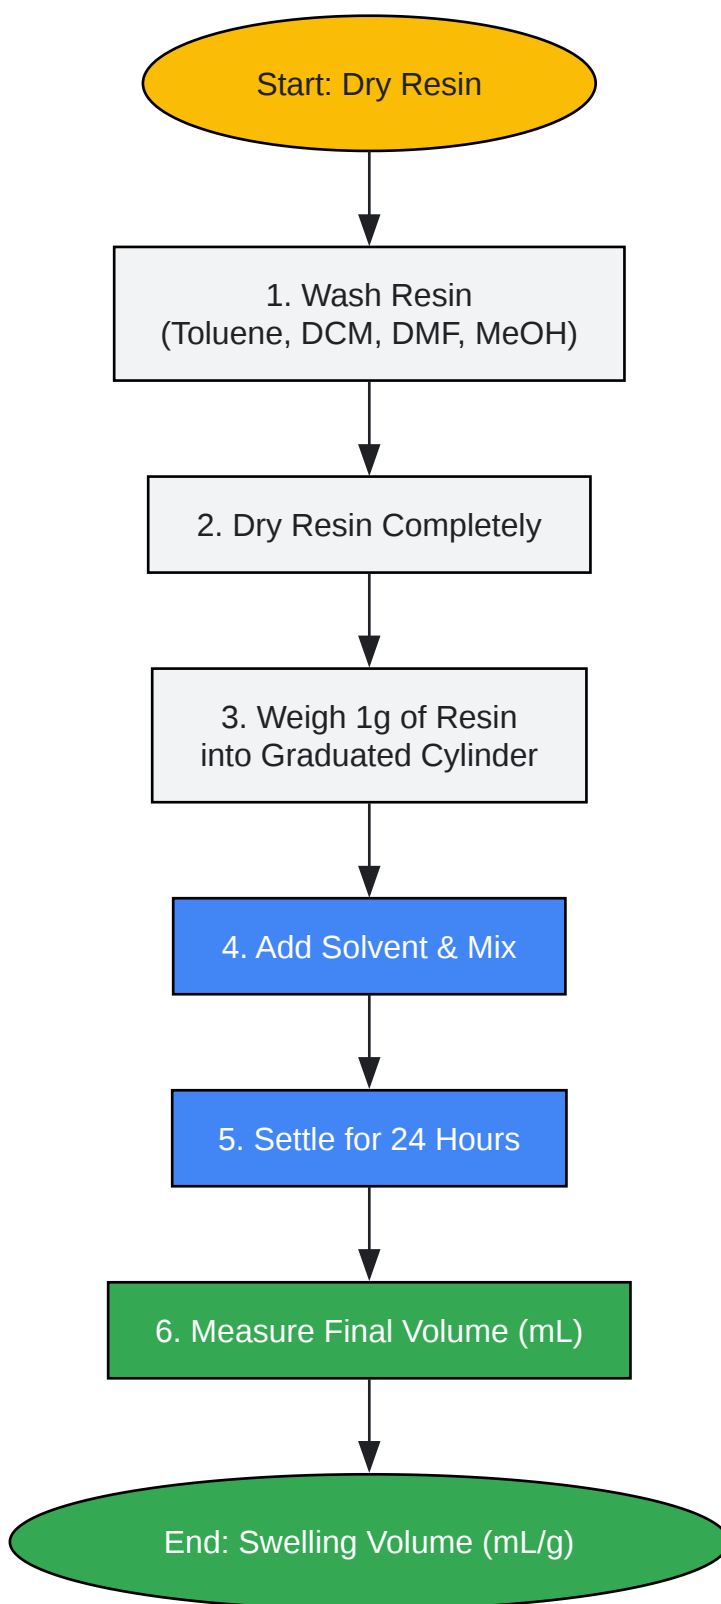 Start: Dry Resin
1. Wash Resin
(Toluene, DCM, DMF, MeOH)
2. Dry Resin Completely
3. Weigh 1g of Resin
into Graduated Cylinder
4. Add Solvent & Mix
5. Settle for 24 Hours
6. Measure Final Volume (mL)
End: Swelling Volume (mL/g)